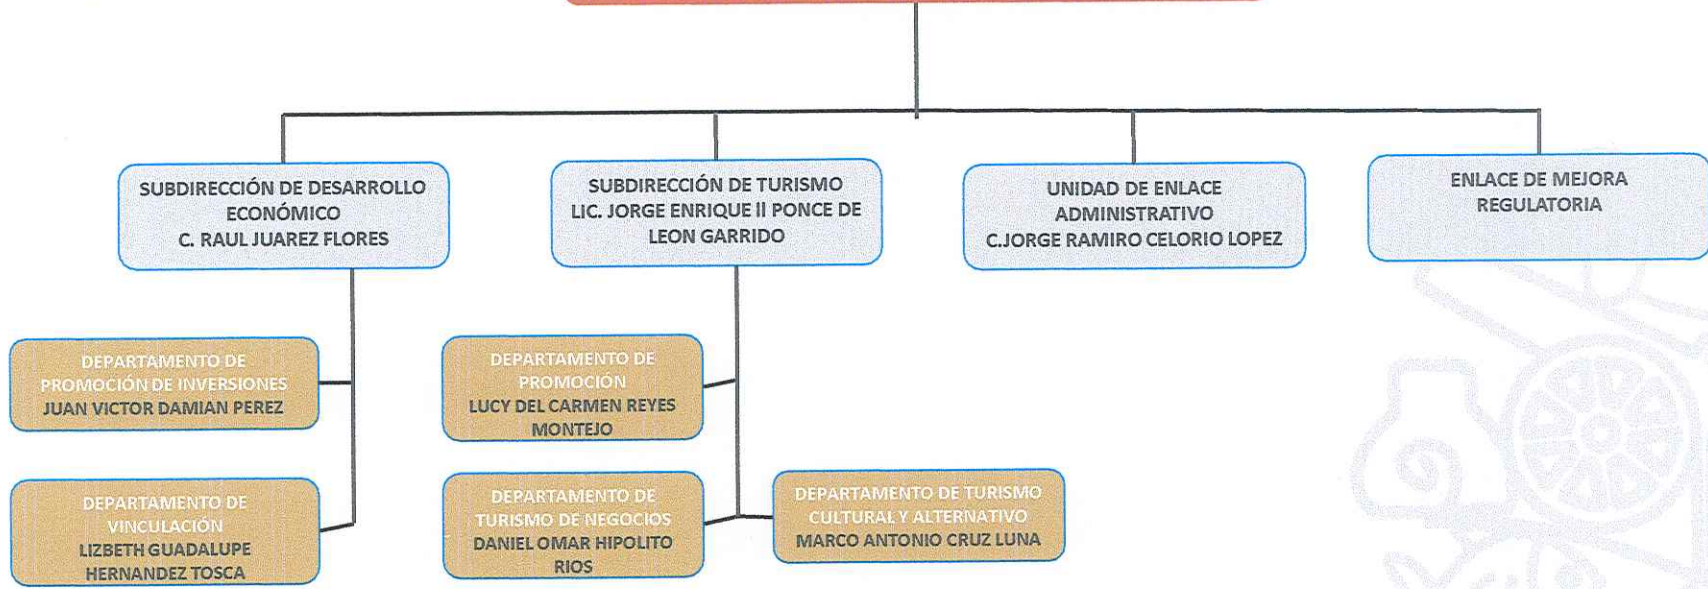 SUBDIRECCIÓN DE DESARROLLO
ECONÓMICO
C. RAUL JUAREZ FLORES
SUBDIRECCIÓN DE TURISMO
LIC. JORGE ENRIQUE II PONCE DE
LEON GARRIDO
UNIDAD DE ENLACE
ADMINISTRATIVO
C.JORGE RAMIRO CELORIO LOPEZ
ENLACE DE MEJORA
REGULATORIA
DEPARTAMENTO DE
PROMOCIÓN DE INVERSIONES
JUAN VICTOR DAMIAN PEREZ
DEPARTAMENTO DE
PROMOCIÓN
LUCY DEL CARMEN REYES
MONTEJO
DEPARTAMENTO DE
VINCULACIÓN
LIZBETH GUADALUPE
HERNANDEZ TOSCA
DEPARTAMENTO DE
TURISMO DE NEGOCIOS
DANIEL OMAR HIPOLITO
RIOS
DEPARTAMENTO DE TURISMO
CULTURAL Y ALTERNATIVO
MARCO ANTONIO CRUZ LUNA